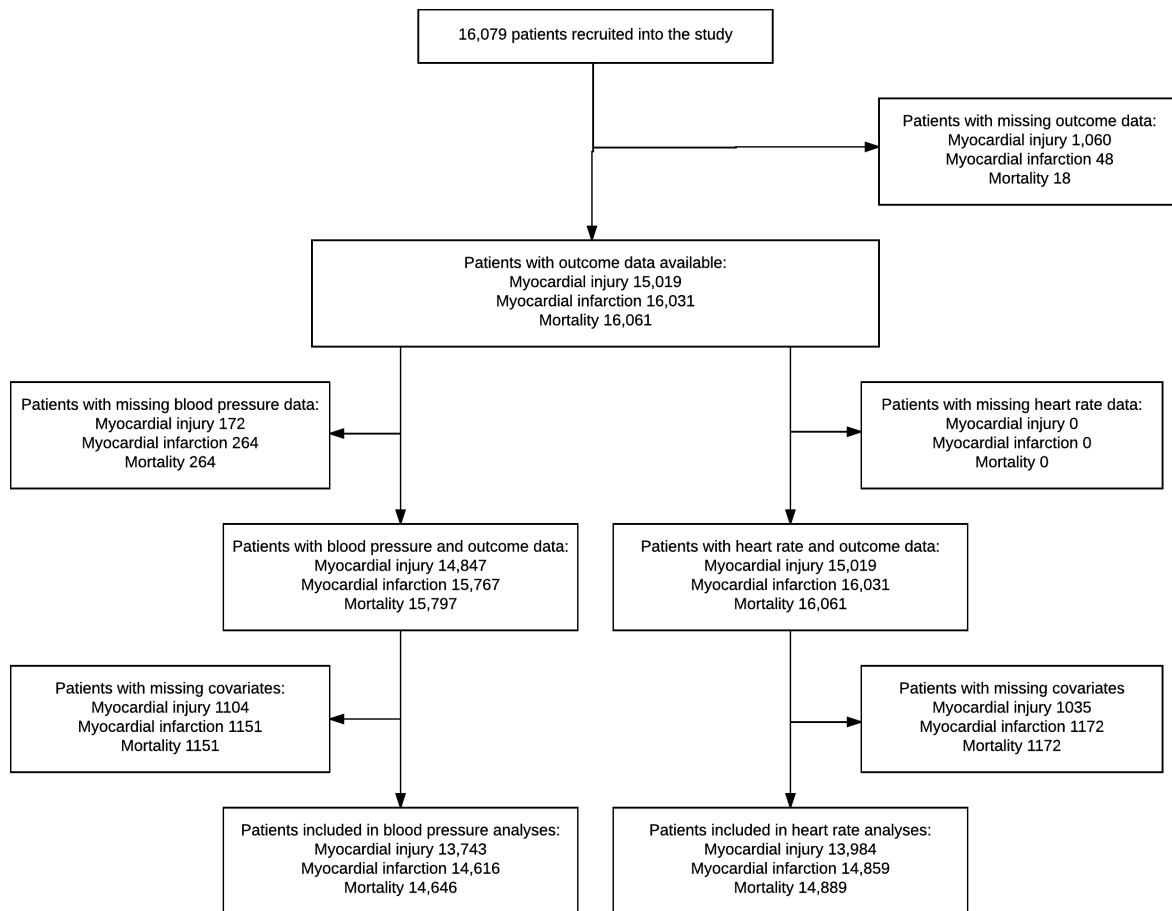 16,079 patients recruited into the study
Patients with missing outcome data:
Myocardial injury 1,060
Myocardial infarction 48
Mortality 18
Patients with outcome data available:
Myocardial injury 15,019
Myocardial infarction 16,031
Mortality 16,061
Patients with missing blood pressure data:
Myocardial injury 172
Myocardial infarction 264
Mortality 264
Patients with missing heart rate data:
Myocardial injury 0
Myocardial infarction 0
Mortality 0
Patients with blood pressure and outcome data:
Myocardial injury 14,847
Myocardial infarction 15,767
Mortality 15,797
Patients with heart rate and outcome data:
Myocardial injury 15,019
Myocardial infarction 16,031
Mortality 16,061
Patients with missing covariates:
Myocardial injury 1104
Myocardial infarction 1151
Mortality 1151
Patients with missing covariates
Myocardial injury 1035
Myocardial infarction 1172
Mortality 1172
Patients included in blood pressure analyses:
Myocardial injury 13,743
Myocardial infarction 14,616
Mortality 14,646
Patients included in heart rate analyses:
Myocardial injury 13,984
Myocardial infarction 14,859
Mortality 14,889